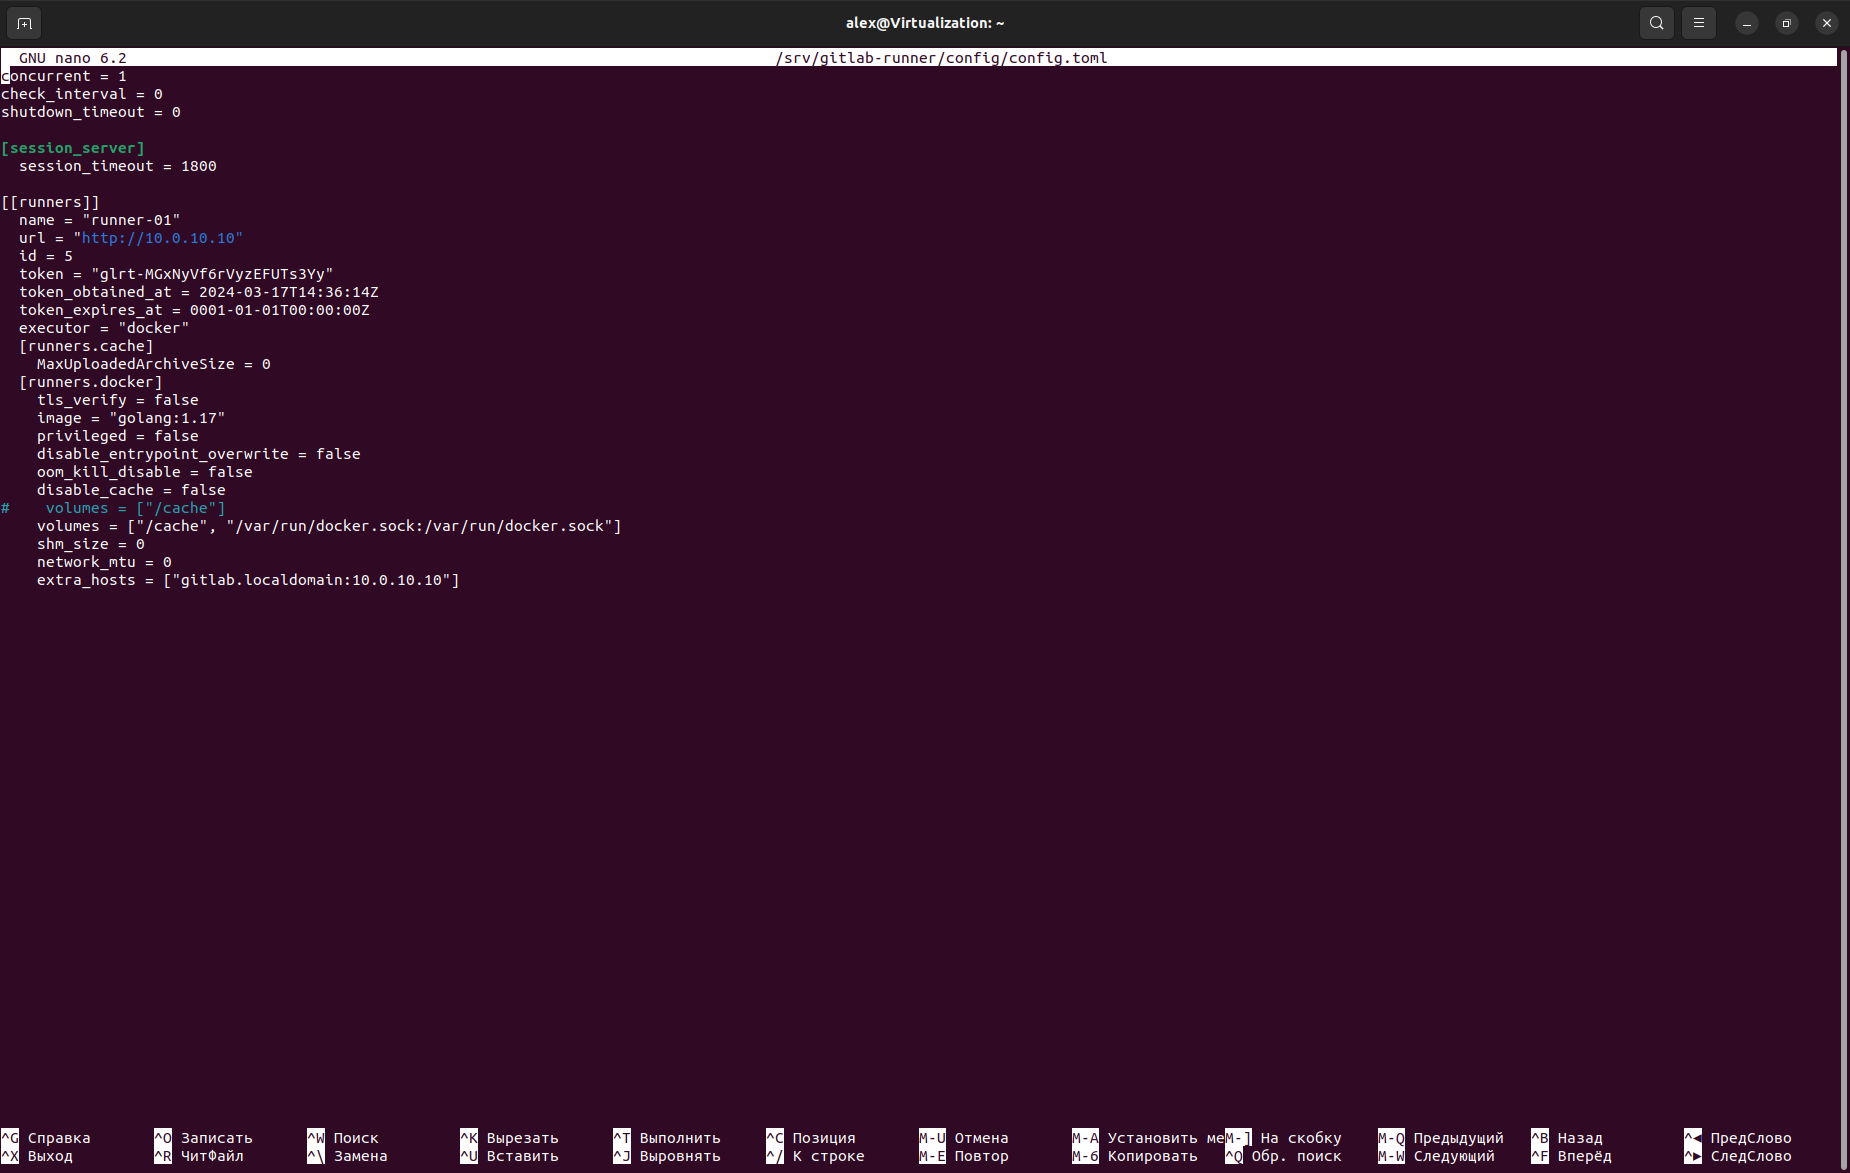 alex@Virtualization: ~
GNU nano 6.2 /srv/gitlab-runner/config/config.toml
concurrent = 1
check_interval = 0
shutdown_timeout = 0
[session_server]
session_timeout = 1800
[[runners]]
name = "runner-01"
url = "http://10.0.10.10"
id = 5
token = "glrt-MGxNyVf6rVyzEFUTs3Yy"
token_obtained_at = 2024-03-17T14:36:14Z
token_expires_at = 0001-01-01T00:00:00Z
executor = "docker"
[runners.cache]
MaxUploadedArchiveSize = 0
[runners.docker]
tls_verify = false
image = "golang:1.17"
privileged = false
disable_entrypoint_overwrite = false
oom_kill_disable = false
disable_cache = false
# volumes = ["/cache"]
volumes = ["/cache", "/var/run/docker.sock:/var/run/docker.sock"]
shm_size = 0
network_mtu = 0
extra_hosts = ["gitlab.localdomain:10.0.10.10"]
^G Справка ^O Записать ^W Поиск ^K Вырезать ^T Выполнить ^C Позиция M-U Отмена M-A Установить ме M-] На скобку M-Q Предыдущий ^B Назад ^◄ ПредСлово
^X Выход ^R ЧитФайл ^\ Замена ^U Вставить ^J Выровнять ^/ К строке M-E Повтор M-6 Копировать ^Q Обр. поиск M-W Следующий ^F Вперёд ^► СледСлово